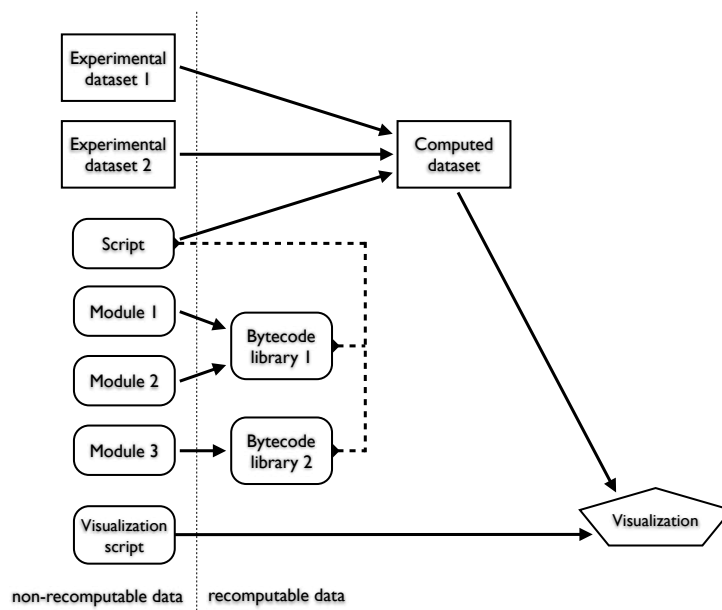 Experimental
dataset 1
Experimental
dataset 2
Computed
dataset
Script
Module 1
Bytecode
library 1
Module 2
Module 3
Bytecode
library 2
Visualization
script
Visualization
non-recomputable data
recomputable data